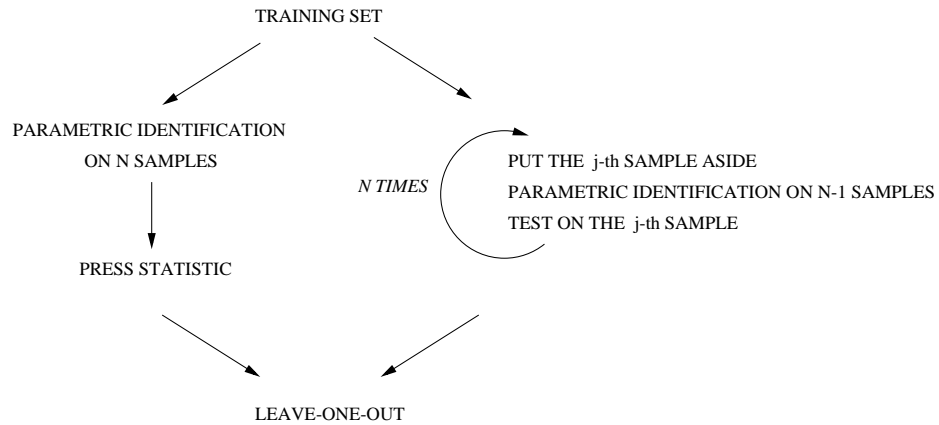 TRAINING SET
PARAMETRIC IDENTIFICATION
ON N SAMPLES
PRESS STATISTIC
N TIMES
PUT THE j-th SAMPLE ASIDE
PARAMETRIC IDENTIFICATION ON N-1 SAMPLES
TEST ON THE j-th SAMPLE
LEAVE-ONE-OUT